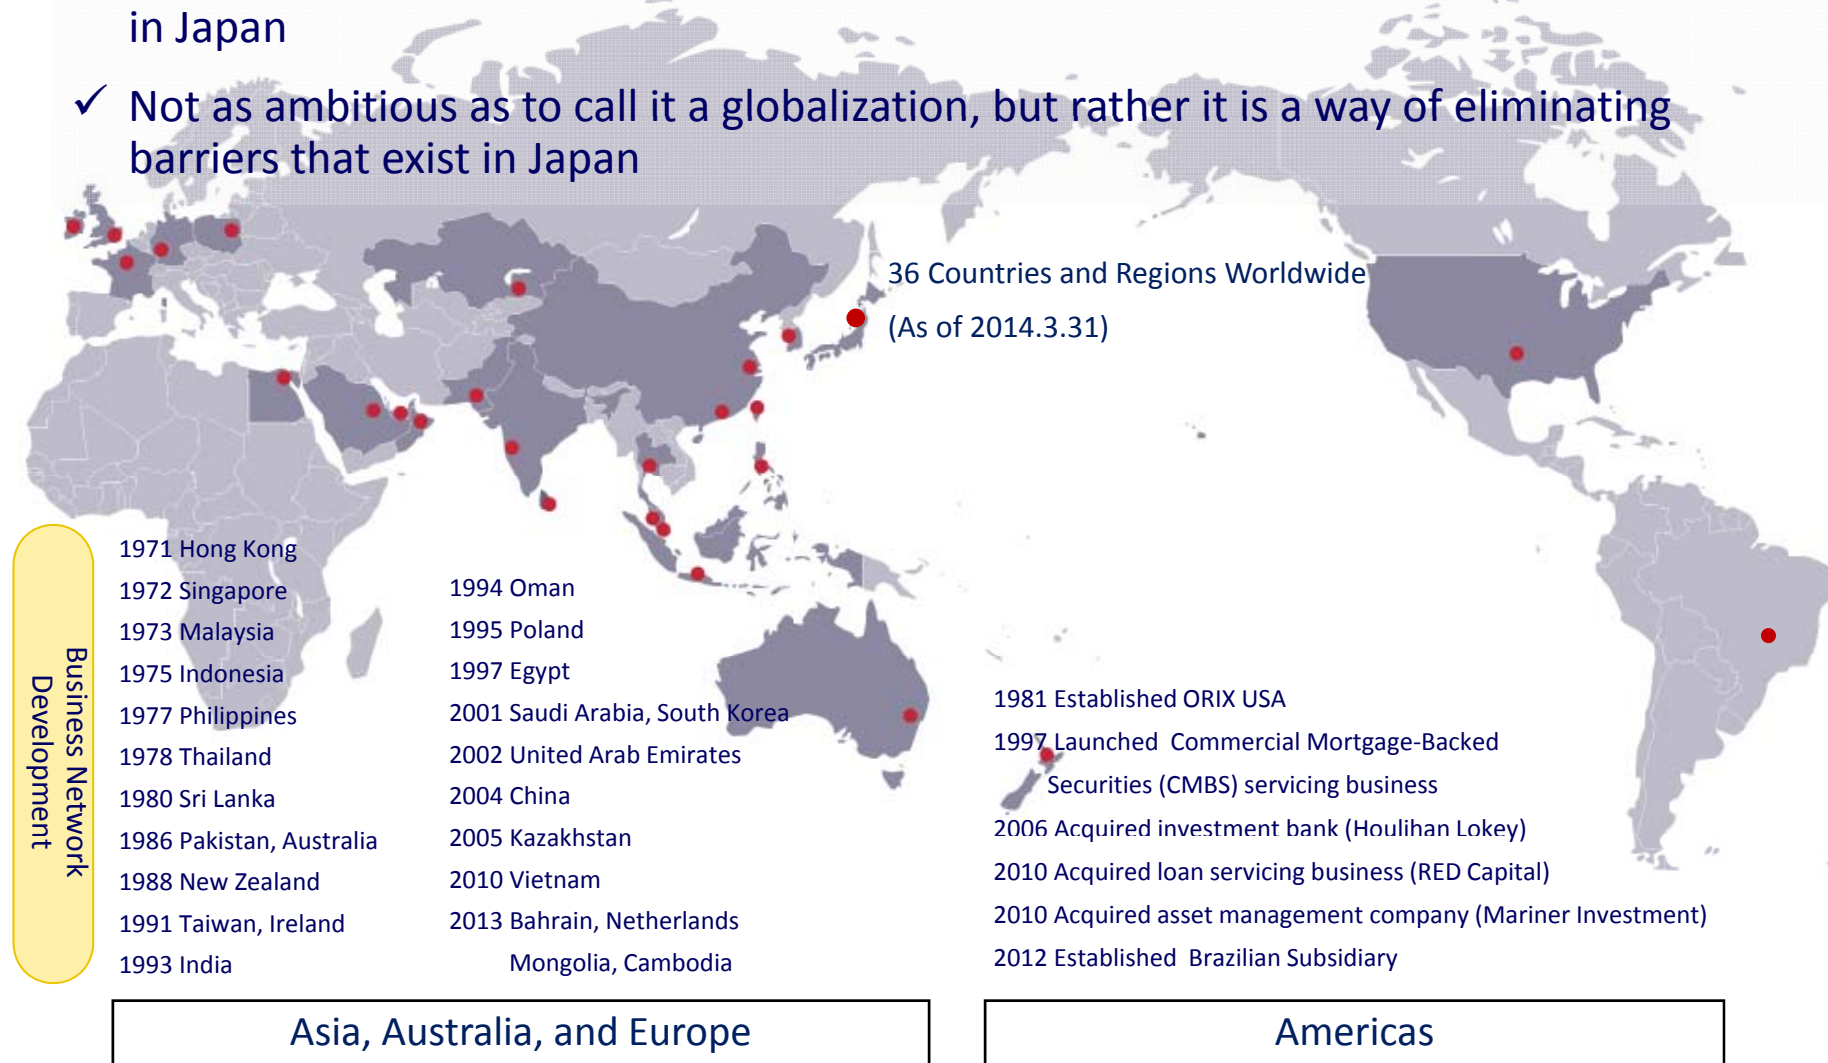 in Japan
✓ Not as ambitious as to call it a globalization, but rather it is a way of eliminating
barriers that exist in Japan
36 Countries and Regions Worldwide
(As of 2014.3.31)
Business Network
Development
1971 Hong Kong
1972 Singapore
1973 Malaysia
1975 Indonesia
1977 Philippines
1978 Thailand
1980 Sri Lanka
1986 Pakistan, Australia
1988 New Zealand
1991 Taiwan, Ireland
1993 India
1994 Oman
1995 Poland
1997 Egypt
2001 Saudi Arabia, South Korea
2002 United Arab Emirates
2004 China
2005 Kazakhstan
2010 Vietnam
2013 Bahrain, Netherlands
Mongolia, Cambodia
1981 Established ORIX USA
1997 Launched Commercial Mortgage-Backed
Securities (CMBS) servicing business
2006 Acquired investment bank (Houlihan Lokey)
2010 Acquired loan servicing business (RED Capital)
2010 Acquired asset management company (Mariner Investment)
2012 Established Brazilian Subsidiary
Asia, Australia, and Europe
Americas